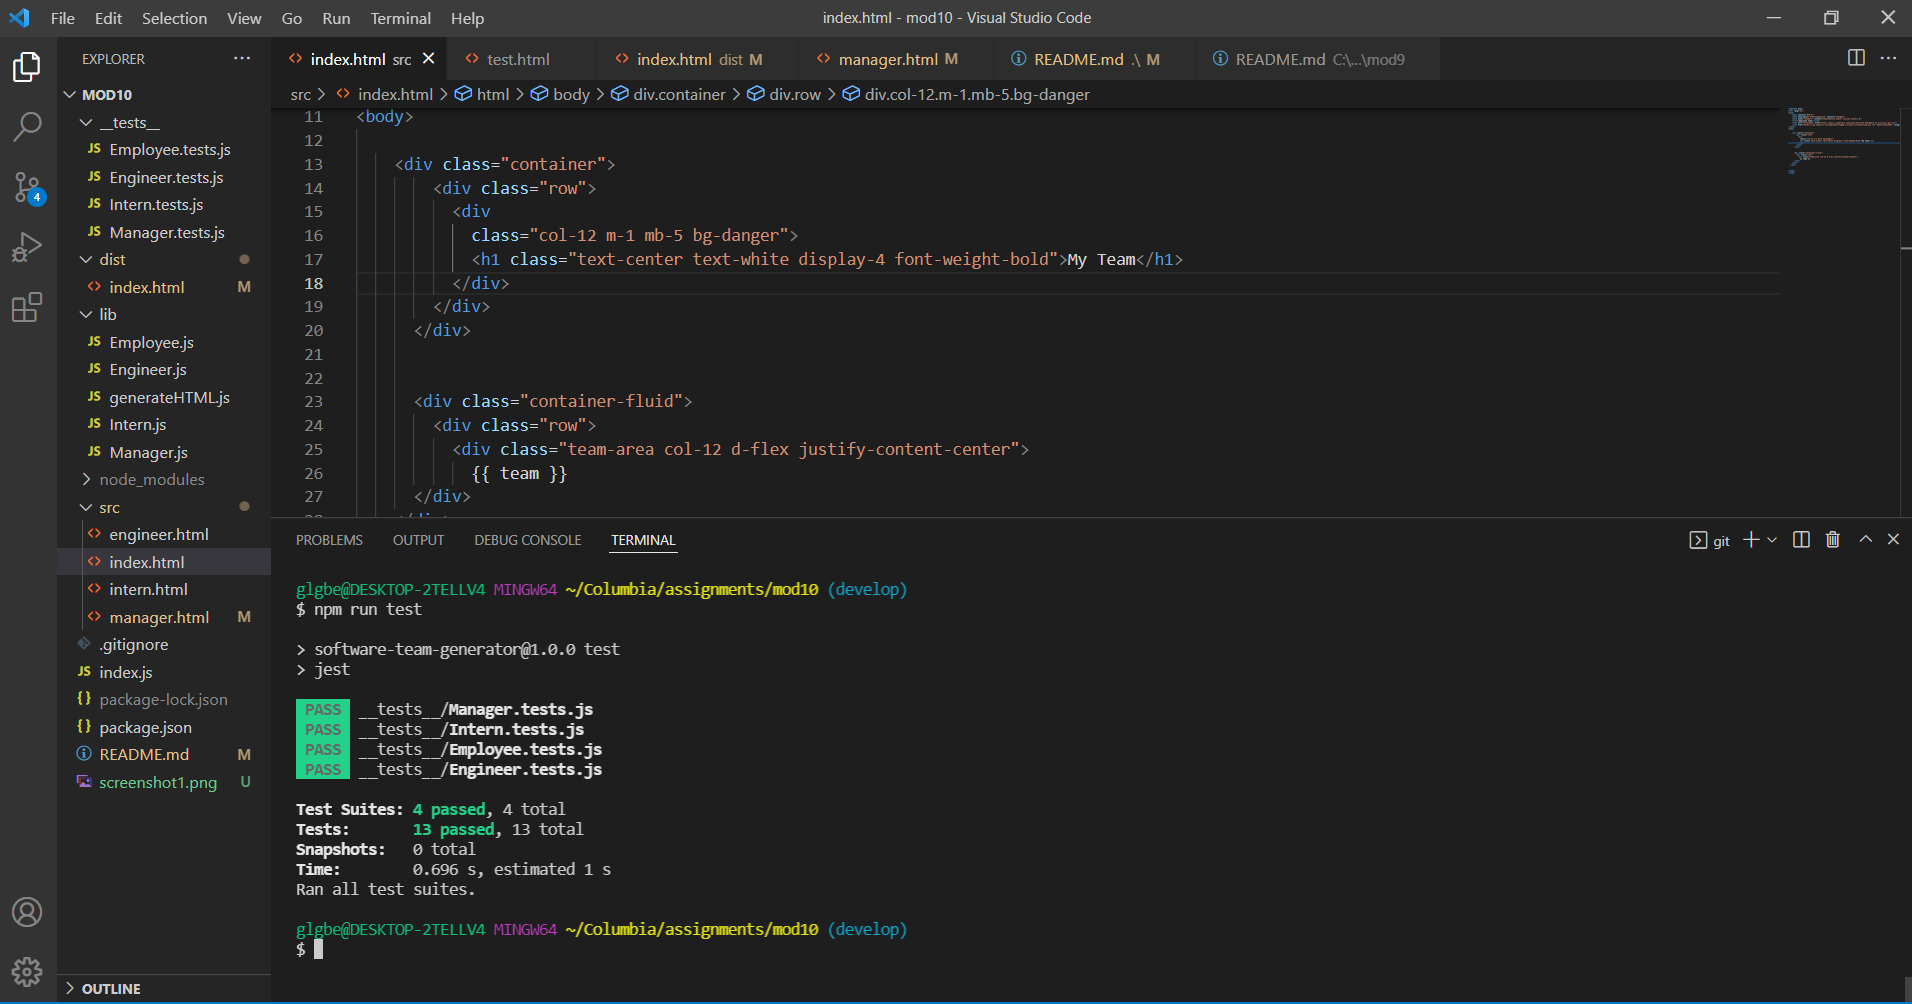 File Edit Selection View Go Run Terminal Help
index.html - mod10 - Visual Studio Code
EXPLORER
index.html src
test.html
index.html dist M
manager.html M
README.md .\ M
README.md C:\...\mod9
src > index.html > html > body > div.container > div.row > div.col-12.m-1.mb-5.bg-danger
4
MOD10
__tests__
JS Employee.tests.js
JS Engineer.tests.js
JS Intern.tests.js
JS Manager.tests.js
dist
index.html M
lib
JS Employee.js
JS Engineer.js
JS generateHTML.js
JS Intern.js
JS Manager.js
node_modules
src
engineer.html
index.html
intern.html
manager.html M
.gitignore
JS index.js
{} package-lock.json
{} package.json
README.md M
screenshot1.png U
OUTLINE
11 <body>
12
13 <div class="container">
14 <div class="row">
15 <div
16 class="col-12 m-1 mb-5 bg-danger">
17 <h1 class="text-center text-white display-4 font-weight-bold">My Team</h1>
18 </div>
19 </div>
20 </div>
21
22
23 <div class="container-fluid">
24 <div class="row">
25 <div class="team-area col-12 d-flex justify-content-center">
26 {{ team }}
27 </div>
PROBLEMS OUTPUT DEBUG CONSOLE TERMINAL
git
glgbe@DESKTOP-2TELLV4 MINGW64 ~/Columbia/assignments/mod10 (develop)
$ npm run test
> software-team-generator@1.0.0 test
> jest
PASS __tests__/Manager.tests.js
PASS __tests__/Intern.tests.js
PASS __tests__/Employee.tests.js
PASS __tests__/Engineer.tests.js
Test Suites: 4 passed, 4 total
Tests: 13 passed, 13 total
Snapshots: 0 total
Time: 0.696 s, estimated 1 s
Ran all test suites.
glgbe@DESKTOP-2TELLV4 MINGW64 ~/Columbia/assignments/mod10 (develop)
$